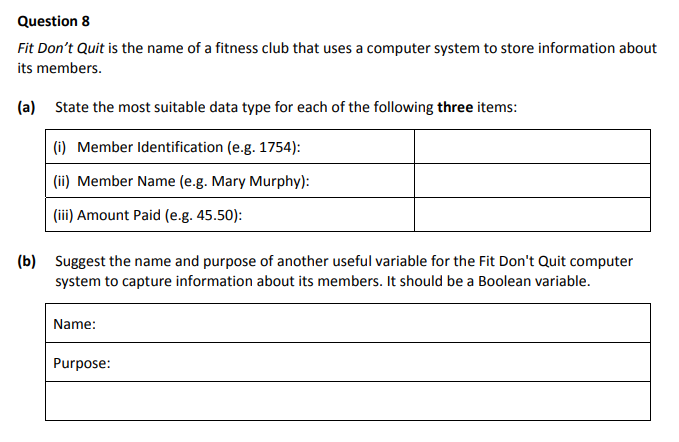 Question 8
Fit Don’t Quit is the name of a fitness club that uses a computer system to store information about
its members.
(a) State the most suitable data type for each of the following three items:
(i) Member Identification (e.g. 1754):
(ii) Member Name (e.g. Mary Murphy):
(iii) Amount Paid (e.g. 45.50):
(b) Suggest the name and purpose of another useful variable for the Fit Don't Quit computer
system to capture information about its members. It should be a Boolean variable.
Name:
Purpose: